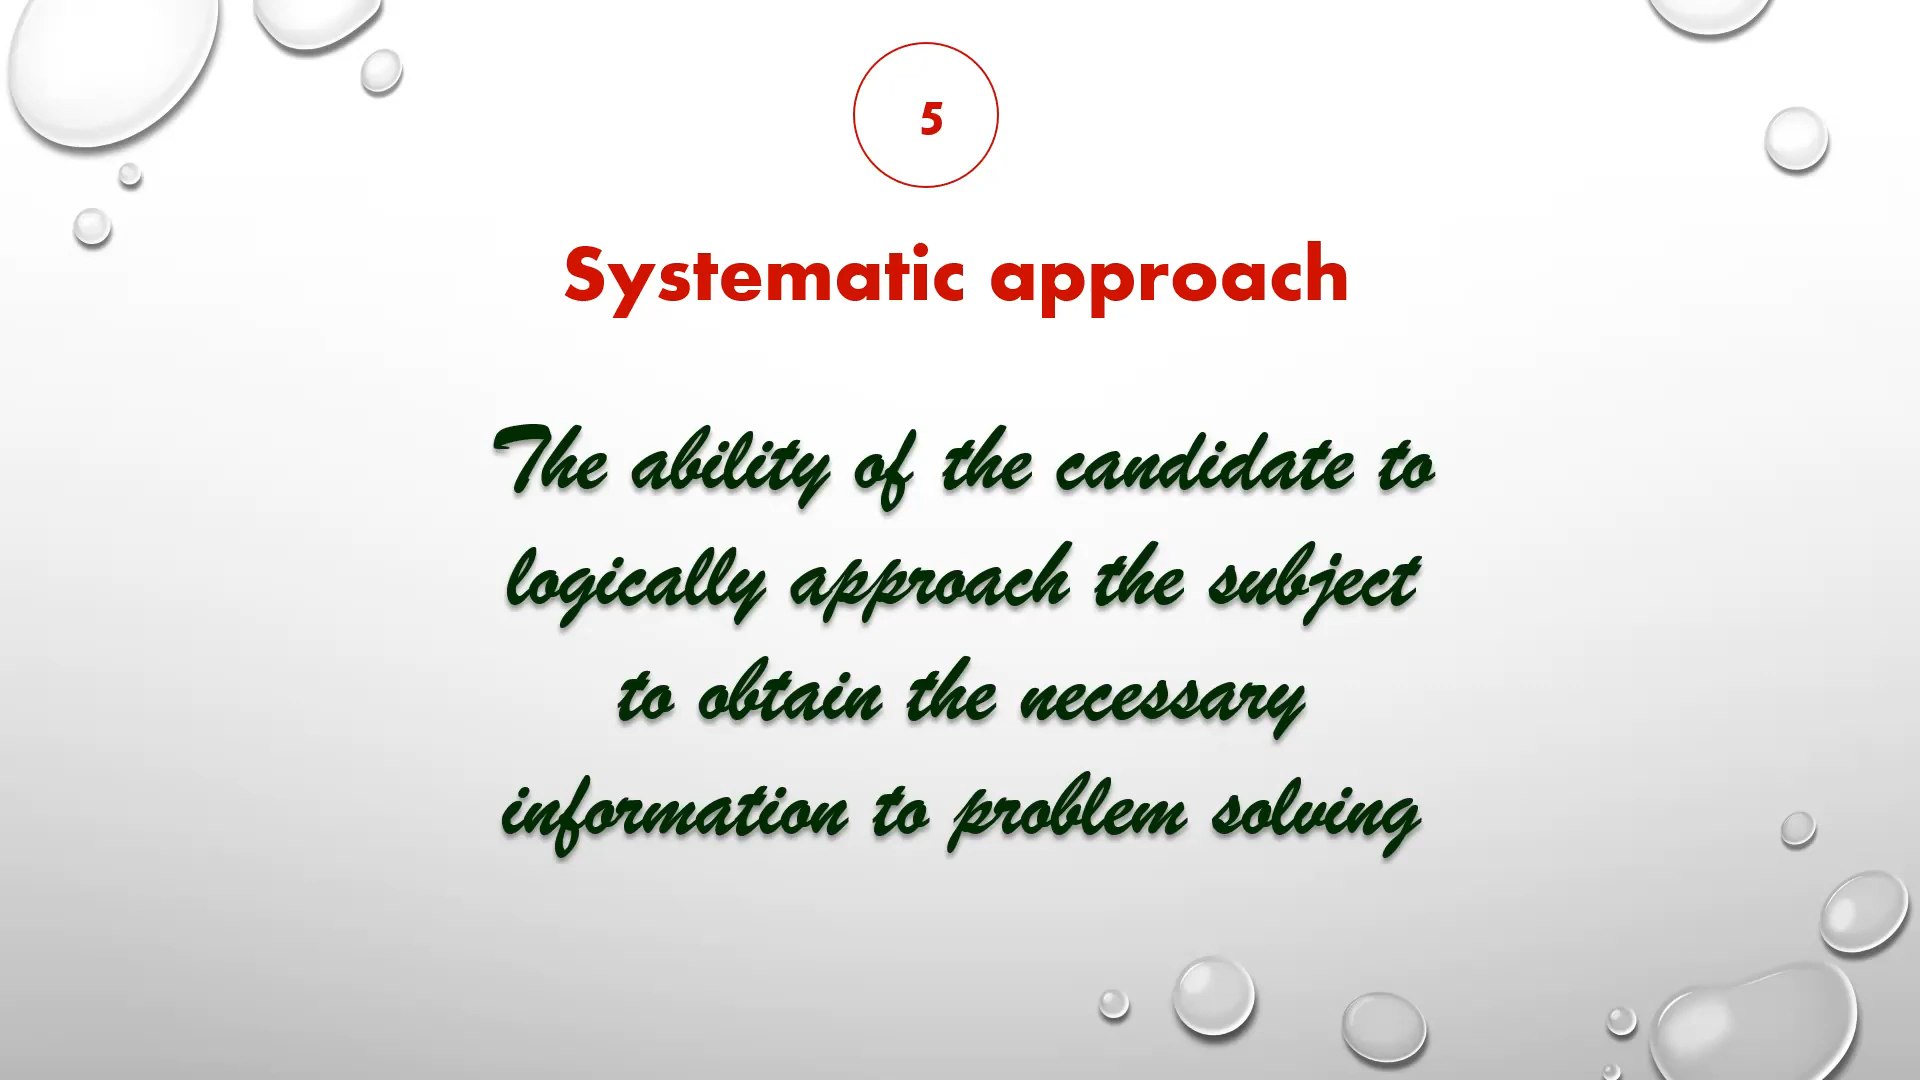 5
Systematic approach
The ability of the candidate to
logically approach the subject
to obtain the necessary
information to problem solving